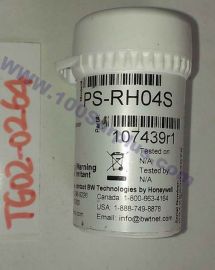 PS-RH04S
107439r1
Tested on
N/A
Tested by
N/A
Warning
Irritant
contact BW Technologies by Honeywell
Canada: 1-800-663-4164
USA: 1-888-749-8878
Email: info@bwtnet.com
T602-0264